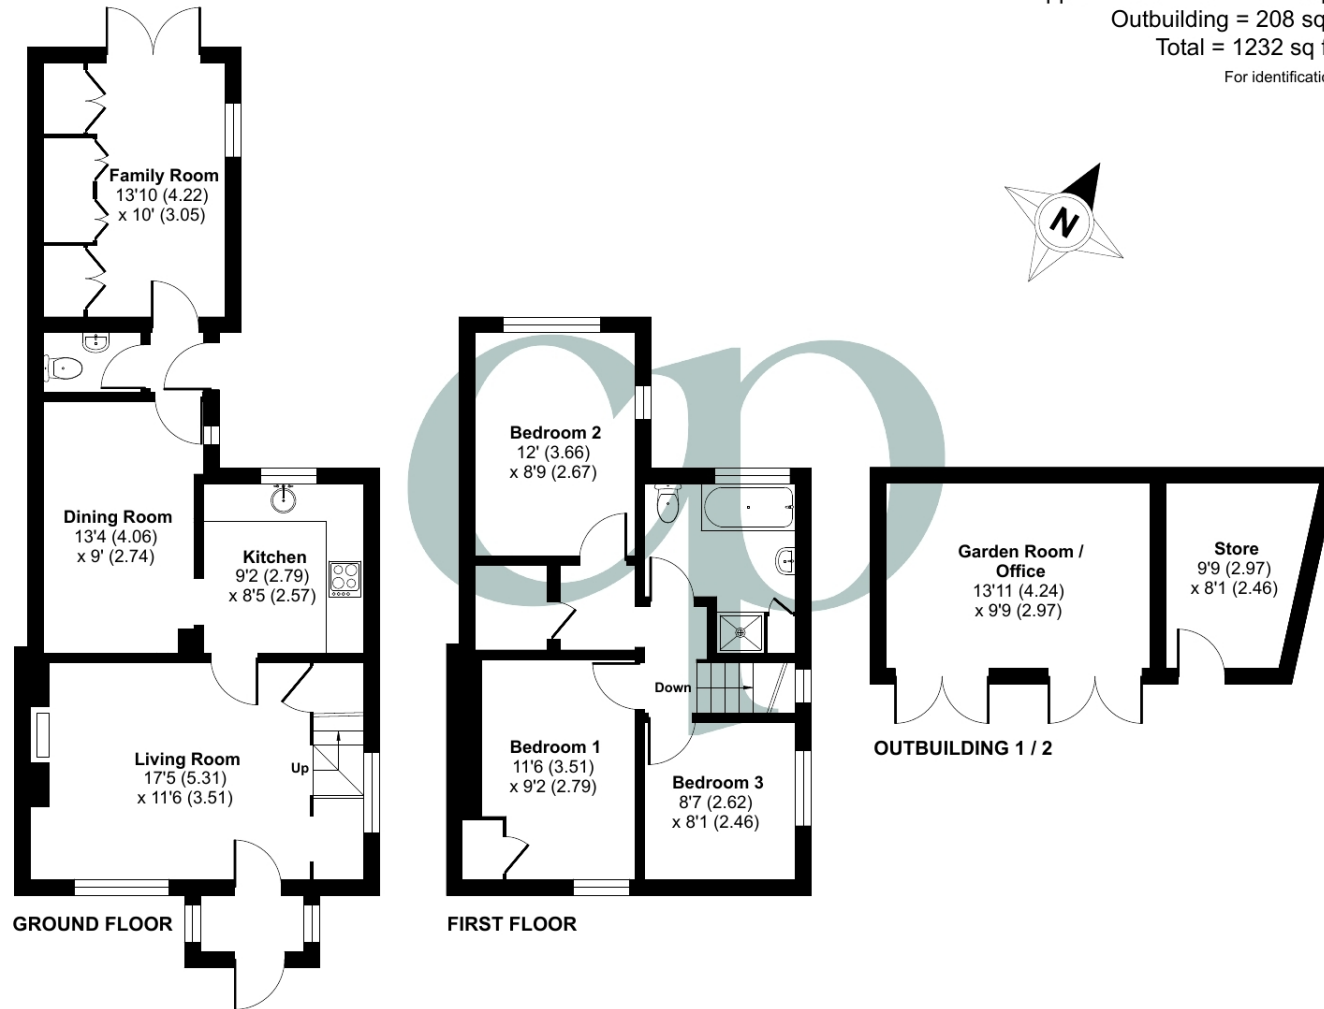 Outbuilding = 208 sq
Total = 1232 sq f
For identificatio
Family Room
13'10 (4.22)
x 10' (3.05)
N
Bedroom 2
12' (3.66)
x 8'9 (2.67)
Dining Room
13'4 (4.06)
x 9' (2.74)
Kitchen
9'2 (2.79)
x 8'5 (2.57)
Garden Room /
Office
13'11 (4.24)
x 9'9 (2.97)
Store
9'9 (2.97)
x 8'1 (2.46)
Living Room
17'5 (5.31)
x 11'6 (3.51)
Up
Down
Bedroom 1
11'6 (3.51)
x 9'2 (2.79)
Bedroom 3
8'7 (2.62)
x 8'1 (2.46)
OUTBUILDING 1 / 2
GROUND FLOOR
FIRST FLOOR
cp